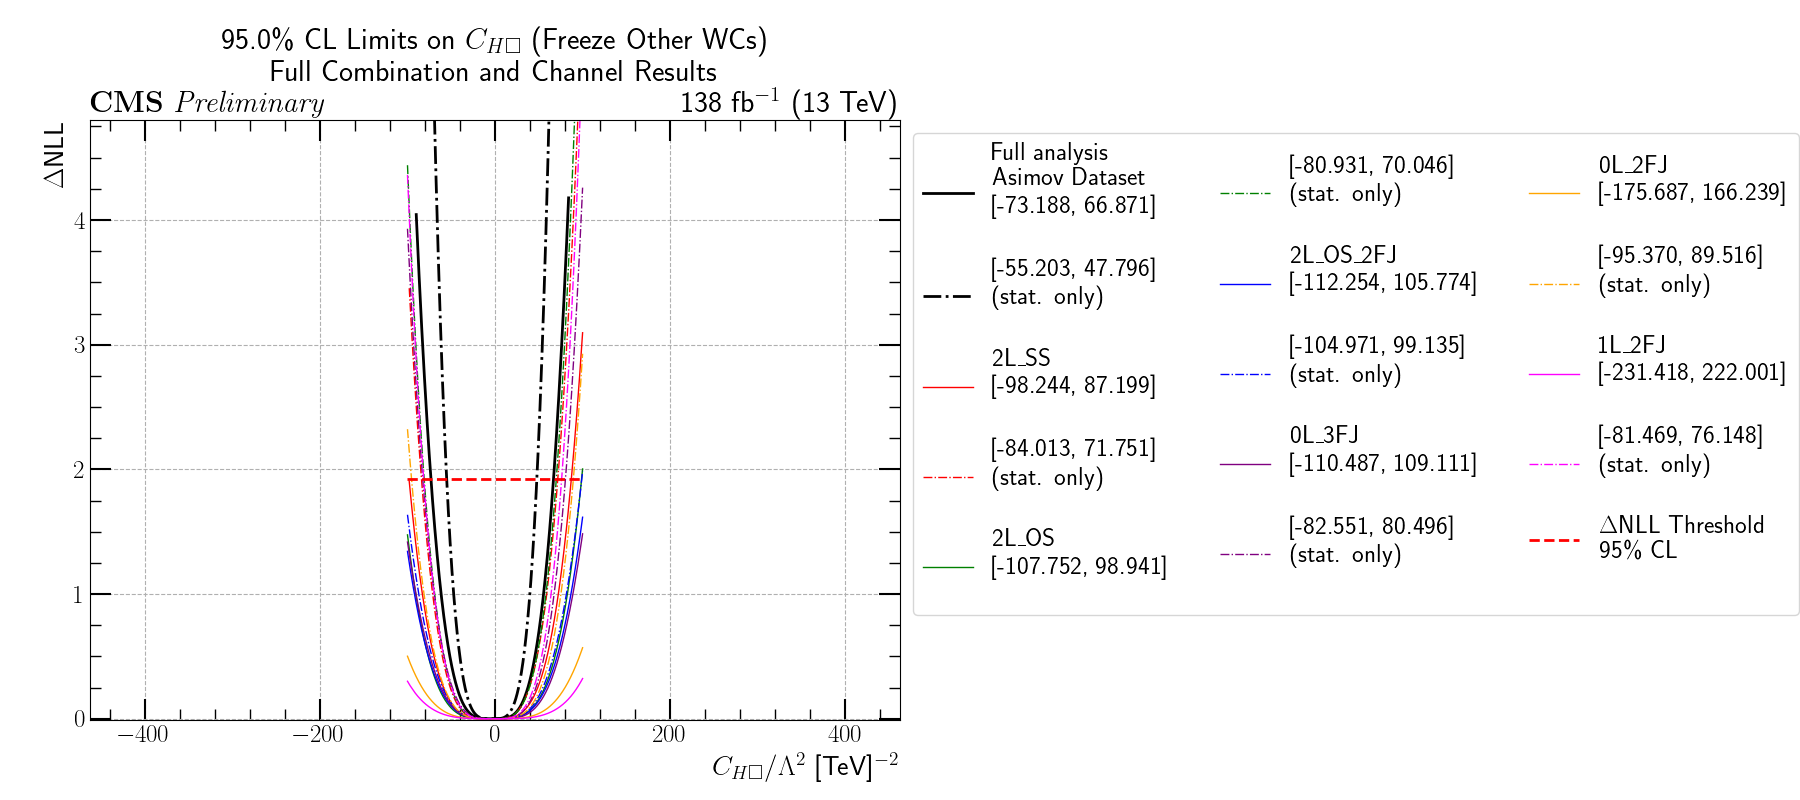 95.0% CL Limits on $C_{H\square}$ (Freeze Other WCs)
Full Combination and Channel Results
CMS Preliminary
138 fb⁻¹ (13 TeV)
ΔNLL
4
3
2
1
0
−400
−200
0
200
400
$C_{H\square}/\Lambda^2$ [TeV]⁻²
Full analysis
Asimov Dataset
[-73.188, 66.871]
[-55.203, 47.796]
(stat. only)
2L_SS
[-98.244, 87.199]
[-84.013, 71.751]
(stat. only)
2L_OS
[-107.752, 98.941]
[-80.931, 70.046]
(stat. only)
2L_OS_2FJ
[-112.254, 105.774]
[-104.971, 99.135]
(stat. only)
0L_3FJ
[-110.487, 109.111]
[-82.551, 80.496]
(stat. only)
0L_2FJ
[-175.687, 166.239]
[-95.370, 89.516]
(stat. only)
1L_2FJ
[-231.418, 222.001]
[-81.469, 76.148]
(stat. only)
ΔNLL Threshold
95% CL